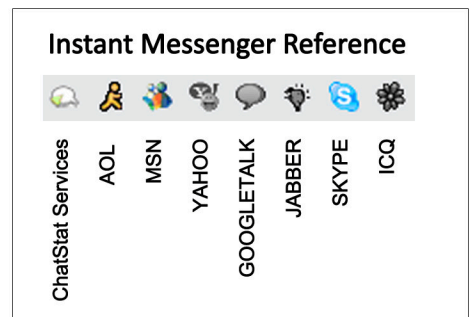 Instant Messenger Reference
ChatStat Services
AOL
MSN
YAHOO
GOOGLETALK
JABBER
SKYPE
ICQ